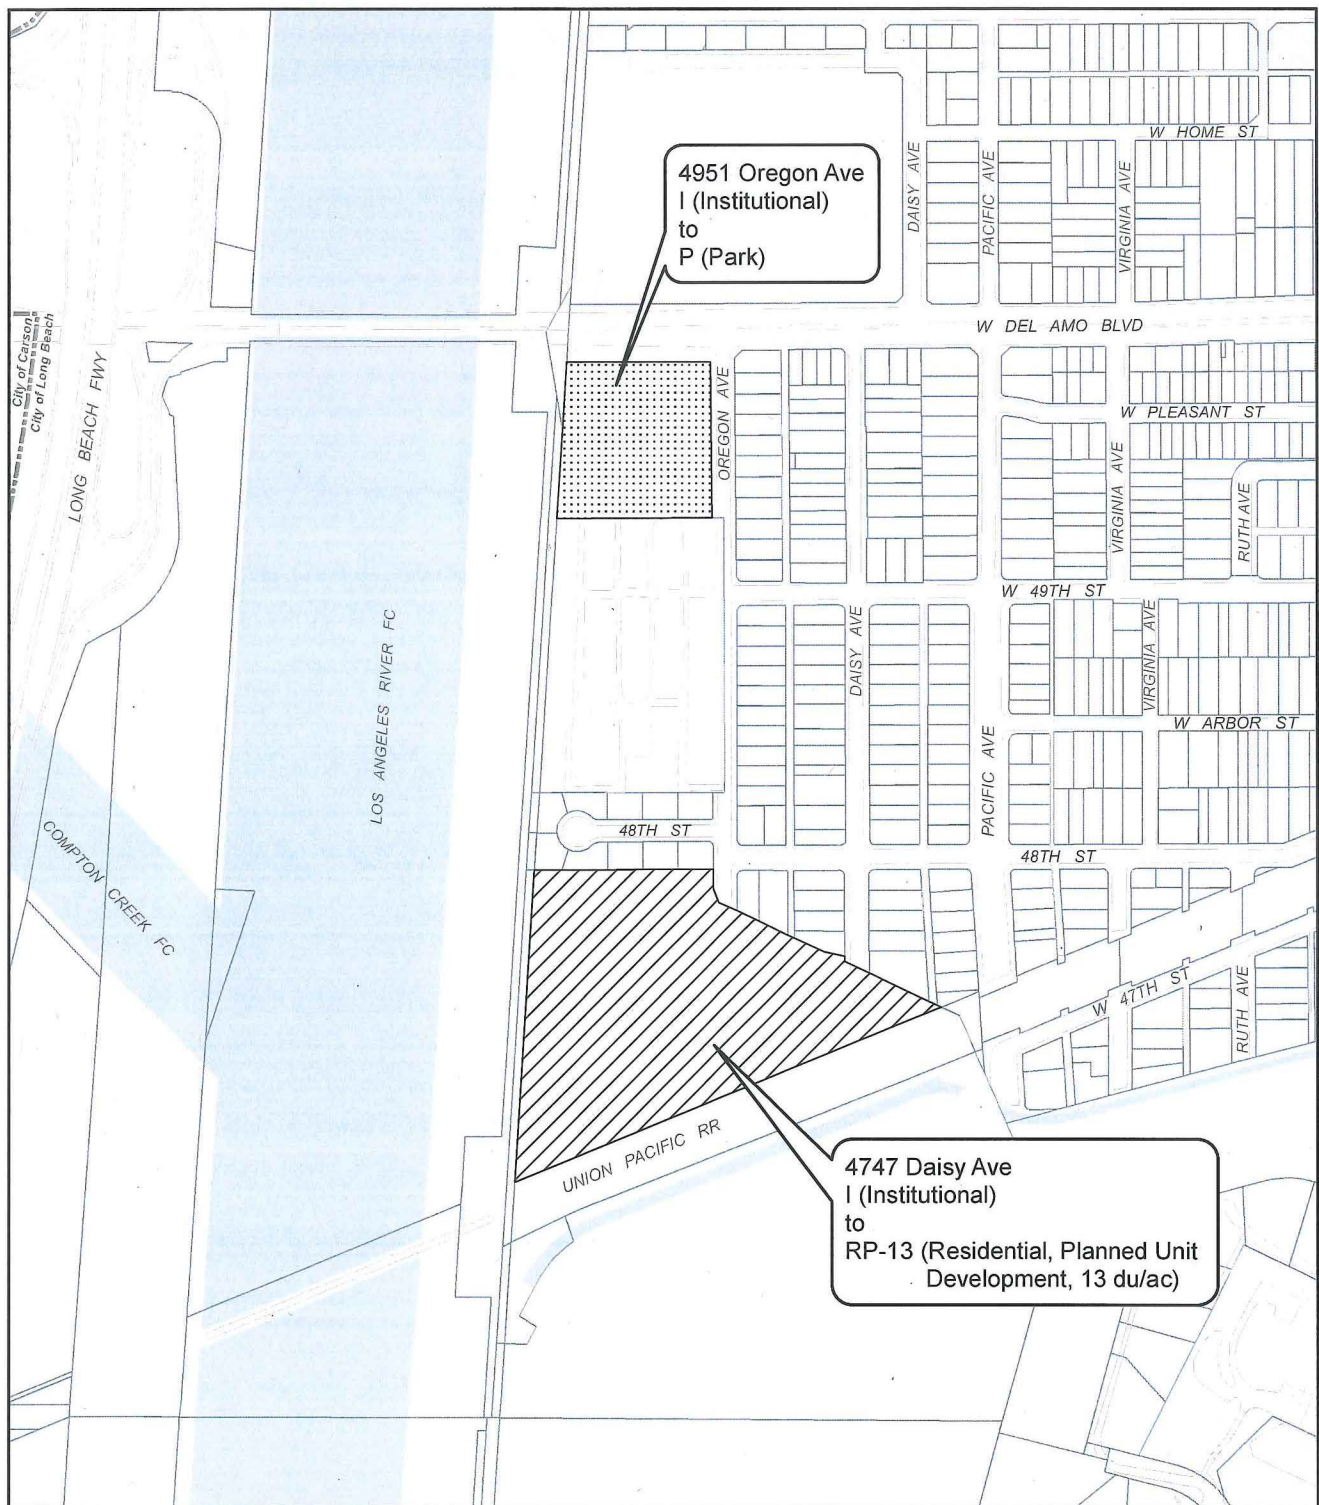 W HOME ST
4951 Oregon Ave
I (Institutional)
to
P (Park)
DAISY AVE
PACIFIC AVE
VIRGINIA AVE
W DEL AMO BLVD
City of Carson
City of Long Beach
LONG BEACH FWY
OREGON AVE
W PLEASANT ST
VIRGINIA AVE
RUTH AVE
W 49TH ST
LOS ANGELES RIVER FC
DAISY AVE
VIRGINIA AVE
W ARBOR ST
PACIFIC AVE
48TH ST
48TH ST
COMPTON CREEK FC
W 47TH ST
RUTH AVE
UNION PACIFIC RR
4747 Daisy Ave
I (Institutional)
to
RP-13 (Residential, Planned Unit
Development, 13 du/ac)